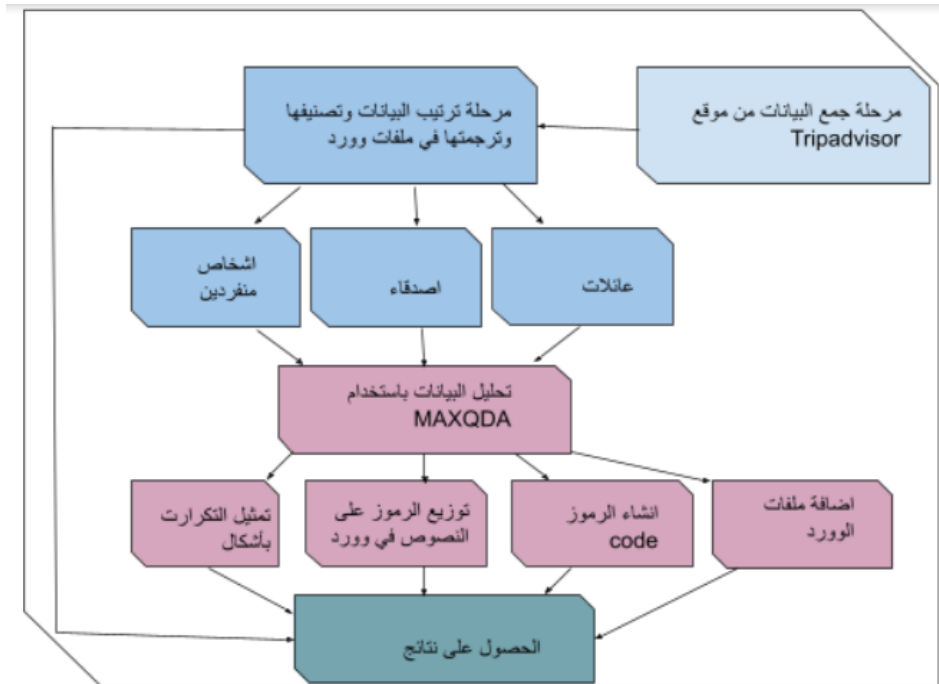 مرحلة جمع البيانات من موقع
Tripadvisor
مرحلة ترتيب البيانات وتصنيفها
وترجمتها في ملفات وورد
عائلات
اصدقاء
اشخاص
منفردين
تحليل البيانات باستخدام
MAXQDA
اضافة ملفات
الوورد
انشاء الرموز
code
توزيع الرموز على
النصوص في وورد
تمثيل التكرارت
بأشكال
الحصول على نتائج